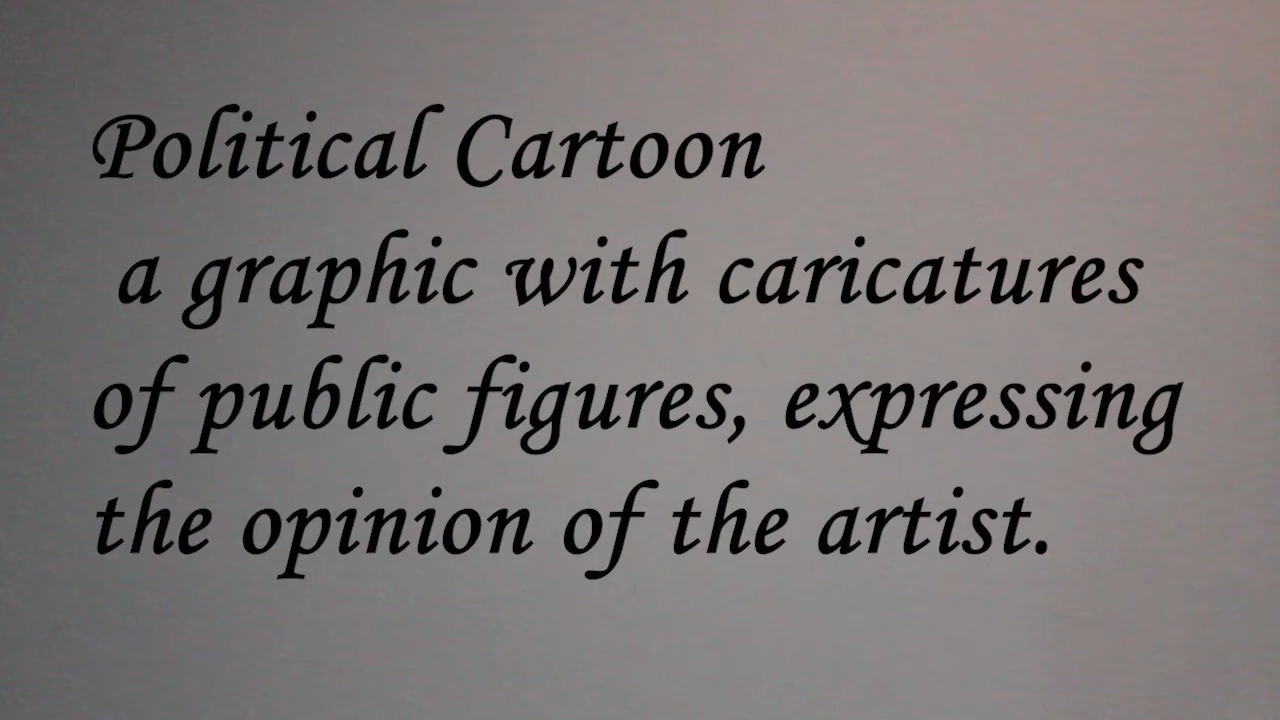 Political Cartoon
a graphic with caricatures
of public figures, expressing
the opinion of the artist.